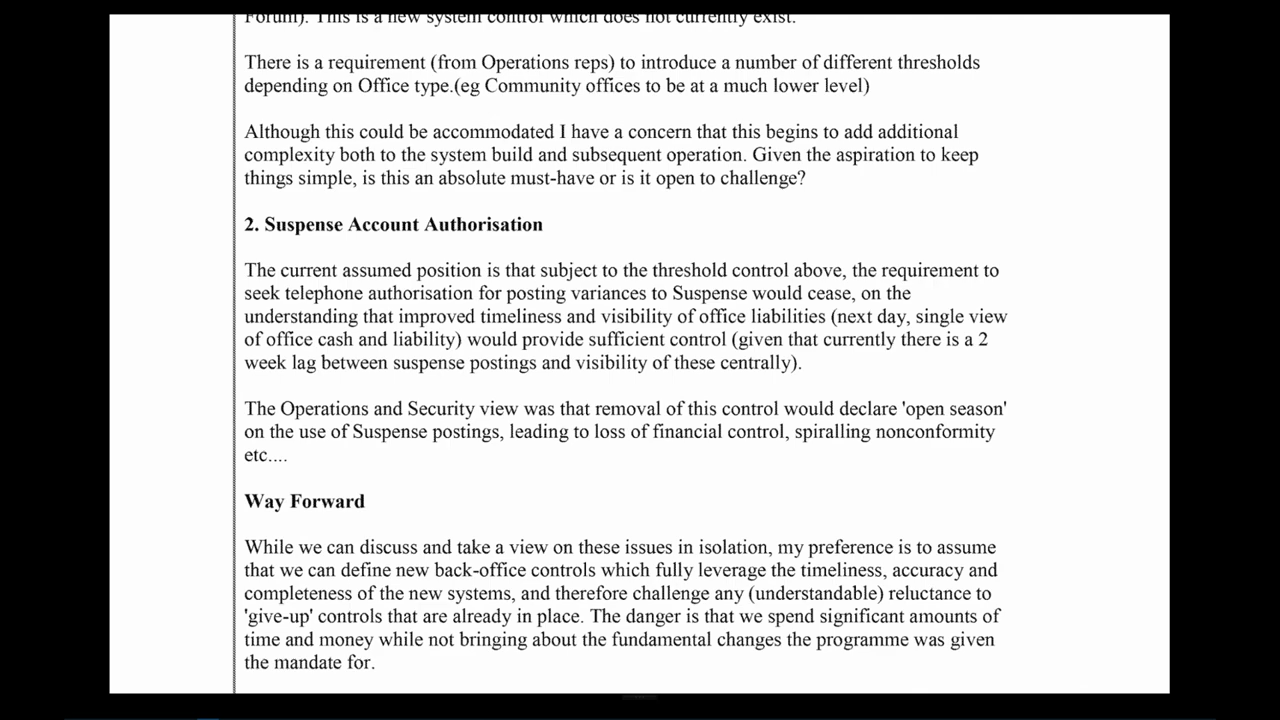 Forum). This is a new system control which does not currently exist.
There is a requirement (from Operations reps) to introduce a number of different thresholds
depending on Office type.(eg Community offices to be at a much lower level)
Although this could be accommodated I have a concern that this begins to add additional
complexity both to the system build and subsequent operation. Given the aspiration to keep
things simple, is this an absolute must-have or is it open to challenge?
2. Suspense Account Authorisation
The current assumed position is that subject to the threshold control above, the requirement to
seek telephone authorisation for posting variances to Suspense would cease, on the
understanding that improved timeliness and visibility of office liabilities (next day, single view
of office cash and liability) would provide sufficient control (given that currently there is a 2
week lag between suspense postings and visibility of these centrally).
The Operations and Security view was that removal of this control would declare 'open season'
on the use of Suspense postings, leading to loss of financial control, spiralling nonconformity
etc....
Way Forward
While we can discuss and take a view on these issues in isolation, my preference is to assume
that we can define new back-office controls which fully leverage the timeliness, accuracy and
completeness of the new systems, and therefore challenge any (understandable) reluctance to
'give-up' controls that are already in place. The danger is that we spend significant amounts of
time and money while not bringing about the fundamental changes the programme was given
the mandate for.